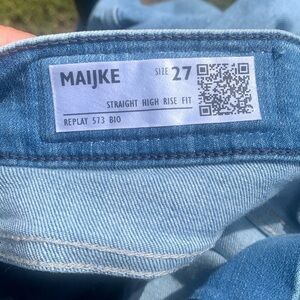 MAIJKE SIZE 27
STRAIGHT HIGH RISE FIT
REPLAY 573 BIO